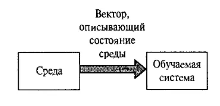 Вектор,
описывающий
состояние
среды
Среда
Обучаемая
система